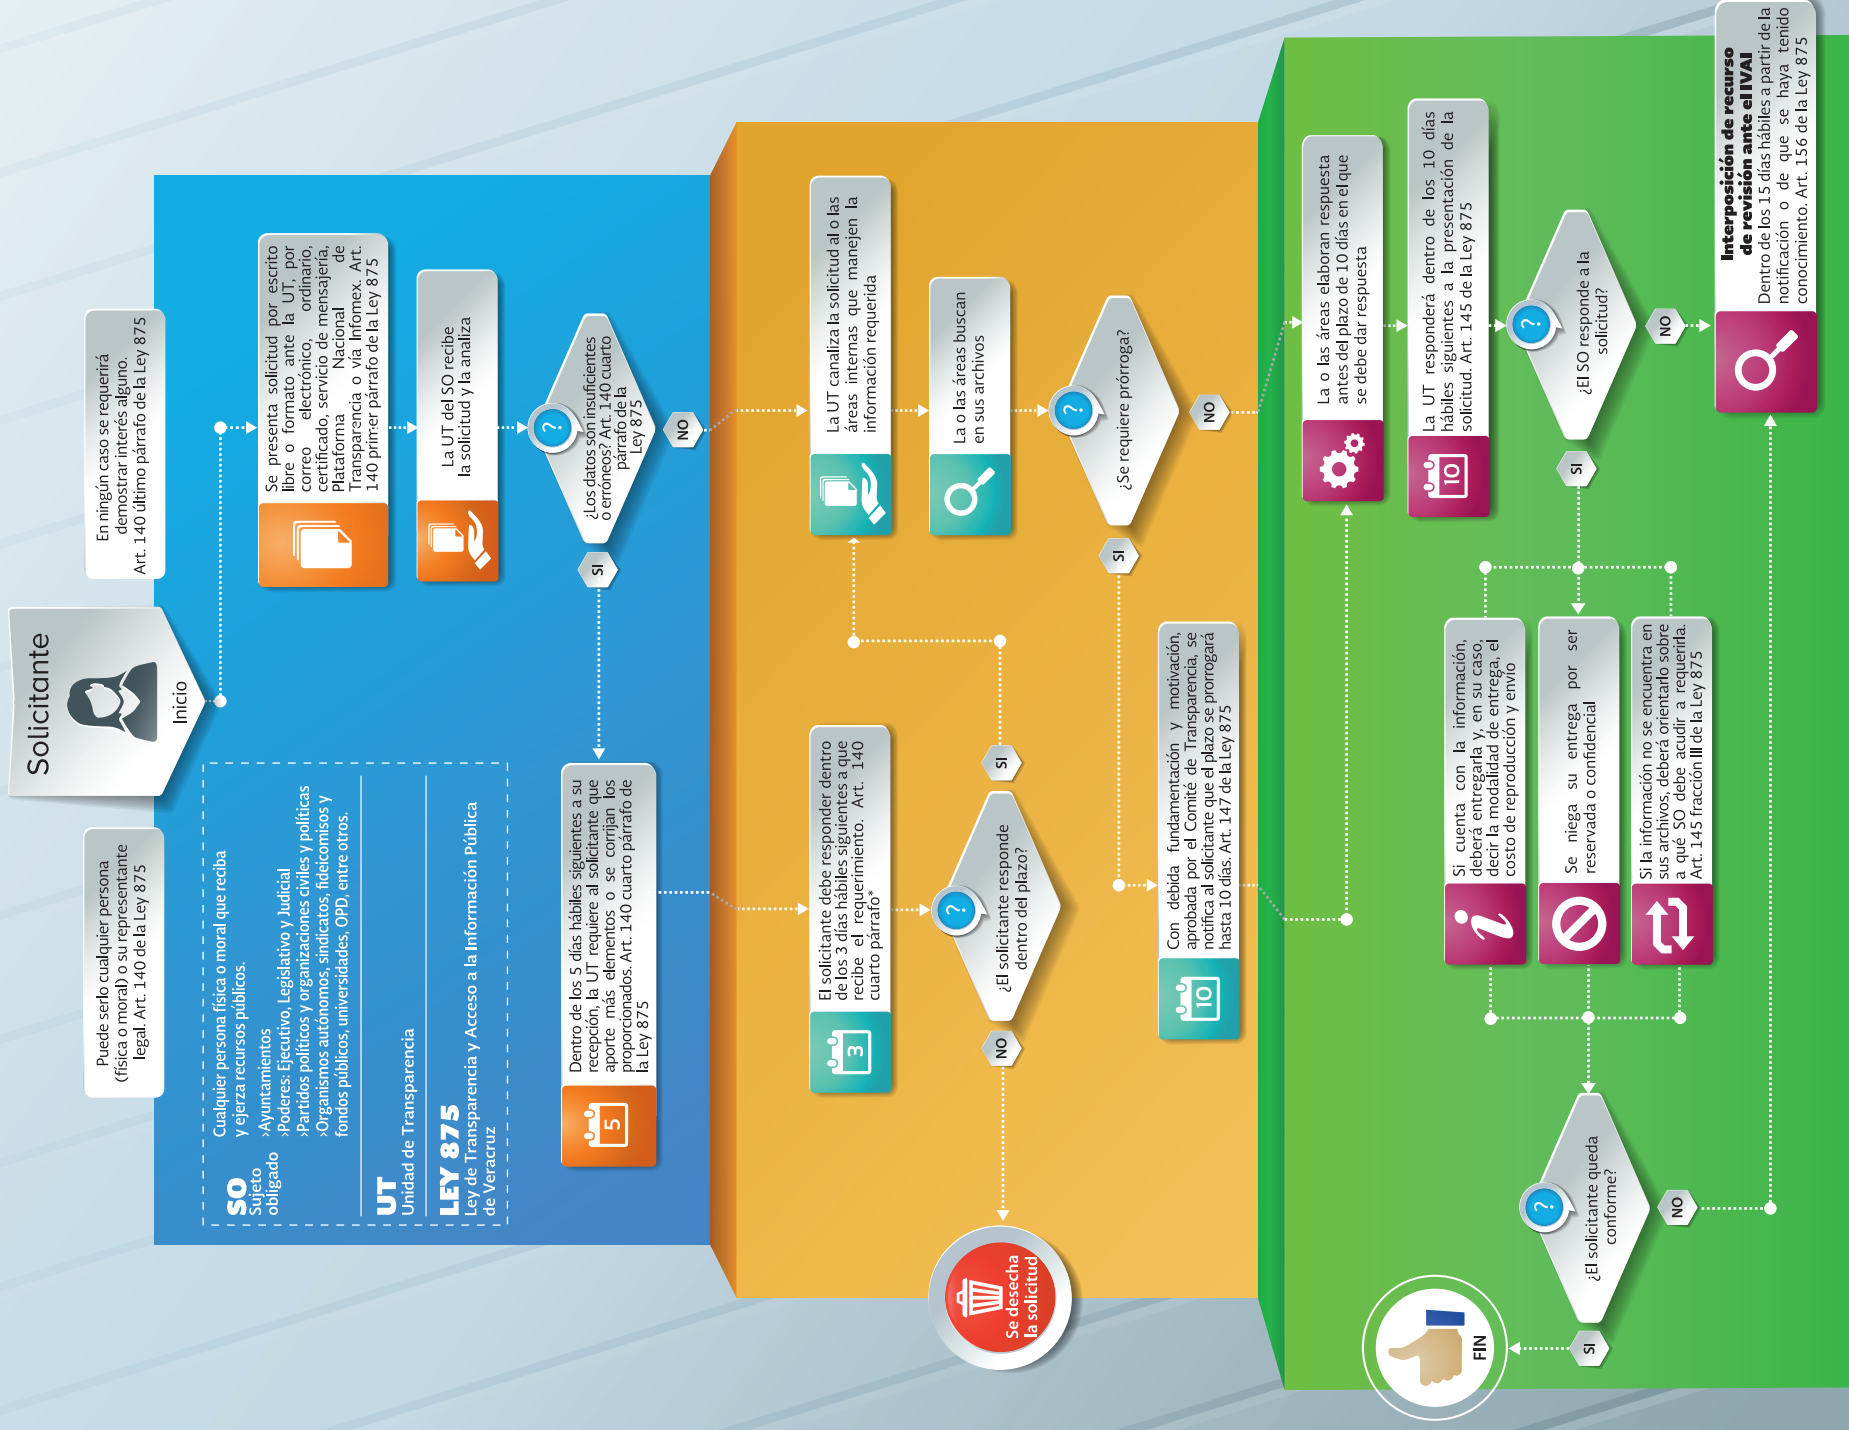 Solicitante
Inicio
Puede serlo cualquier persona
(física o moral) o su representante
legal. Art. 140 de la Ley 875
En ningún caso se requerirá
demostrar interés alguno.
Art. 140 último párrafo de la Ley 875
SO
Sujeto
obligado
Cualquier persona física o moral que reciba
y ejerza recursos públicos.
›Ayuntamientos
›Poderes: Ejecutivo, Legislativo y Judicial
›Partidos políticos y organizaciones civiles y políticas
›Organismos autónomos, sindicatos, fideicomisos y
fondos públicos, universidades, OPD, entre otros.
UT
Unidad de Transparencia
LEY 875
Ley de Transparencia y Acceso a la Información Pública
de Veracruz
Se presenta solicitud por escrito
libre o formato ante la UT, por
correo electrónico, ordinario,
certificado, servicio de mensajería,
Plataforma Nacional de
Transparencia o vía Infomex. Art.
140 primer párrafo de la Ley 875
La UT del SO recibe
la solicitud y la analiza
?
¿Los datos son insuficientes
o erróneos? Art. 140 cuarto
párrafo de la
Ley 875
SI
NO
5
Dentro de los 5 días hábiles siguientes a su
recepción, la UT requiere al solicitante que
aporte más elementos o se corrijan los
proporcionados. Art. 140 cuarto párrafo de
la Ley 875
3
El solicitante debe responder dentro
de los 3 días hábiles siguientes a que
recibe el requerimiento. Art. 140
cuarto párrafo*
?
¿El solicitante responde
dentro del plazo?
NO
SI
Se desecha
la solicitud
La UT canaliza la solicitud al o las
áreas internas que manejen la
información requerida
La o las áreas buscan
en sus archivos
?
¿Se requiere prórroga?
SI
NO
10
Con debida fundamentación y motivación,
aprobada por el Comité de Transparencia, se
notifica al solicitante que el plazo se prorrogará
hasta 10 días. Art. 147 de la Ley 875
La o las áreas elaboran respuesta
antes del plazo de 10 días en el que
se debe dar respuesta
10
La UT responderá dentro de los 10 días
hábiles siguientes a la presentación de la
solicitud. Art. 145 de la Ley 875
?
¿El SO responde a la
solicitud?
SI
NO
i
Si cuenta con la información,
deberá entregarla y, en su caso,
decir la modalidad de entrega, el
costo de reproducción y envío
Se niega su entrega por ser
reservada o confidencial
Si la información no se encuentra en
sus archivos, deberá orientarlo sobre
a qué SO debe acudir a requerirla.
Art. 145 fracción III de la Ley 875
?
¿El solicitante queda
conforme?
SI
NO
FIN
Interposición de recurso
de revisión ante el IVAI
Dentro de los 15 días hábiles a partir de la
notificación o de que se haya tenido
conocimiento. Art. 156 de la Ley 875